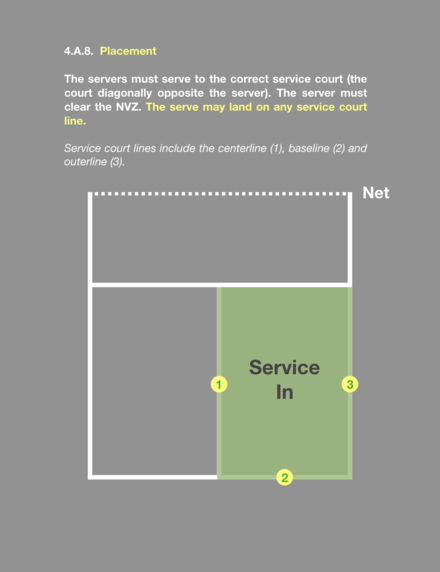 4.A.8. Placement
The servers must serve to the correct service court (the
court diagonally opposite the server). The server must
clear the NVZ. The serve may land on any service court
line.
Service court lines include the centerline (1), baseline (2) and
outerline (3).
Net
Service
In
1
3
2